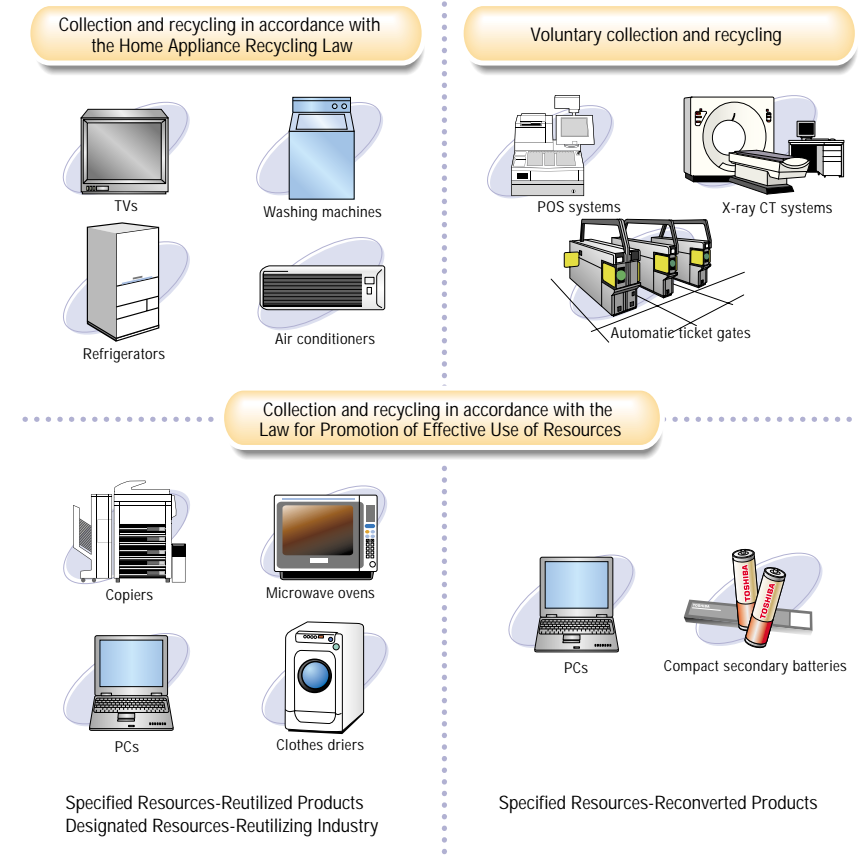 Collection and recycling in accordance with
the Home Appliance Recycling Law
Voluntary collection and recycling
TVs
Washing machines
POS systems
X-ray CT systems
Refrigerators
Air conditioners
Automatic ticket gates
Collection and recycling in accordance with the
Law for Promotion of Effective Use of Resources
Copiers
Microwave ovens
PCs
Clothes driers
TOSHIBA
TOSHIBA
PCs
Compact secondary batteries
Specified Resources-Reutilized Products
Designated Resources-Reutilizing Industry
Specified Resources-Reconverted Products